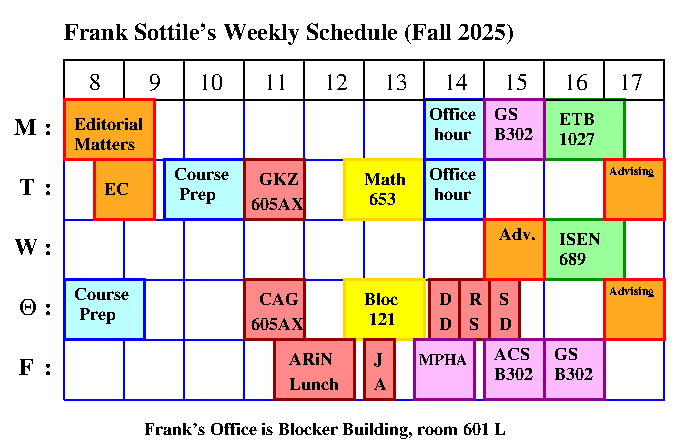 Frank Sottile's Weekly Schedule (Fall 2025)
8 9 10 11 12 13 14 15 16 17
M :
Editorial
Matters
Office
hour
GS
B302
ETB
1027
T :
EC
Course
Prep
GKZ
605AX
Math
653
Office
hour
Advising
W :
Adv.
ISEN
689
Θ :
Course
Prep
CAG
605AX
Bloc
121
D
D
R
S
S
D
Advising
F :
ARiN
Lunch
J
A
MPHA
ACS
B302
GS
B302
Frank's Office is Blocker Building, room 601 L